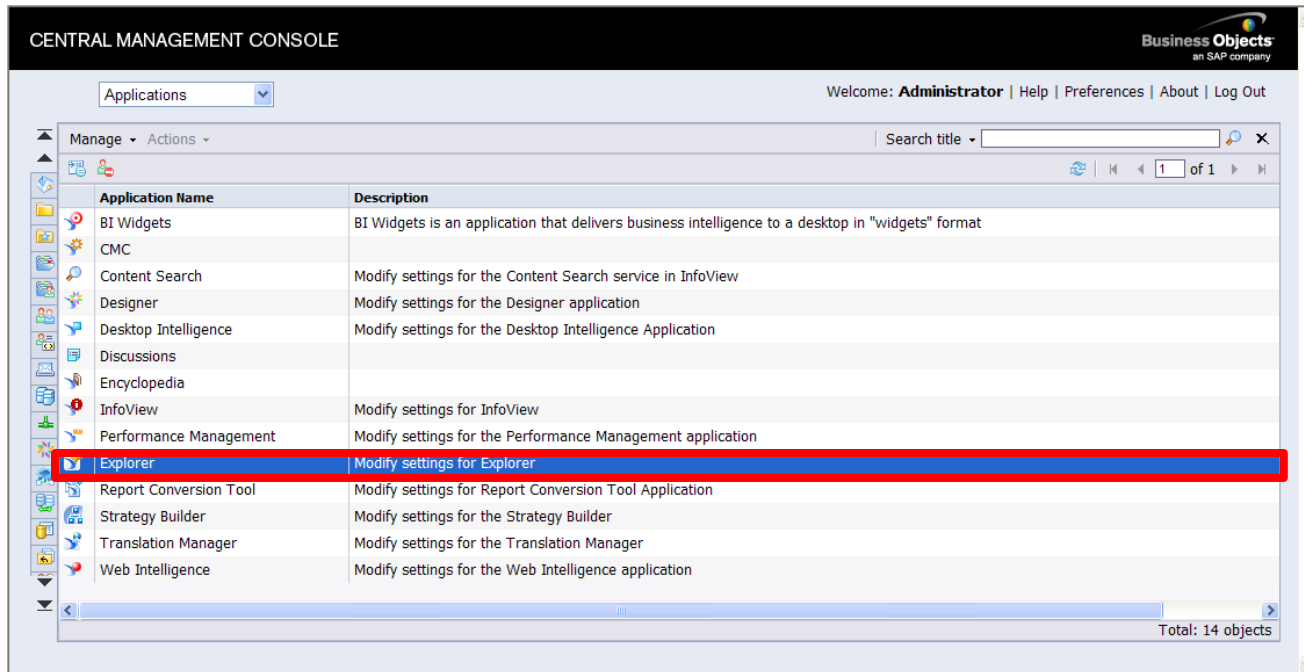 CENTRAL MANAGEMENT CONSOLE
Business Objects
an SAP company
Applications
Welcome: Administrator | Help | Preferences | About | Log Out
Manage Actions Search title
1 of 1
Application Name Description
BI Widgets BI Widgets is an application that delivers business intelligence to a desktop in "widgets" format
CMC
Content Search Modify settings for the Content Search service in InfoView
Designer Modify settings for the Designer application
Desktop Intelligence Modify settings for the Desktop Intelligence Application
Discussions
Encyclopedia
InfoView Modify settings for InfoView
Performance Management Modify settings for the Performance Management application
Explorer Modify settings for Explorer
Report Conversion Tool Modify settings for Report Conversion Tool Application
Strategy Builder Modify settings for the Strategy Builder
Translation Manager Modify settings for the Translation Manager
Web Intelligence Modify settings for the Web Intelligence application
Total: 14 objects